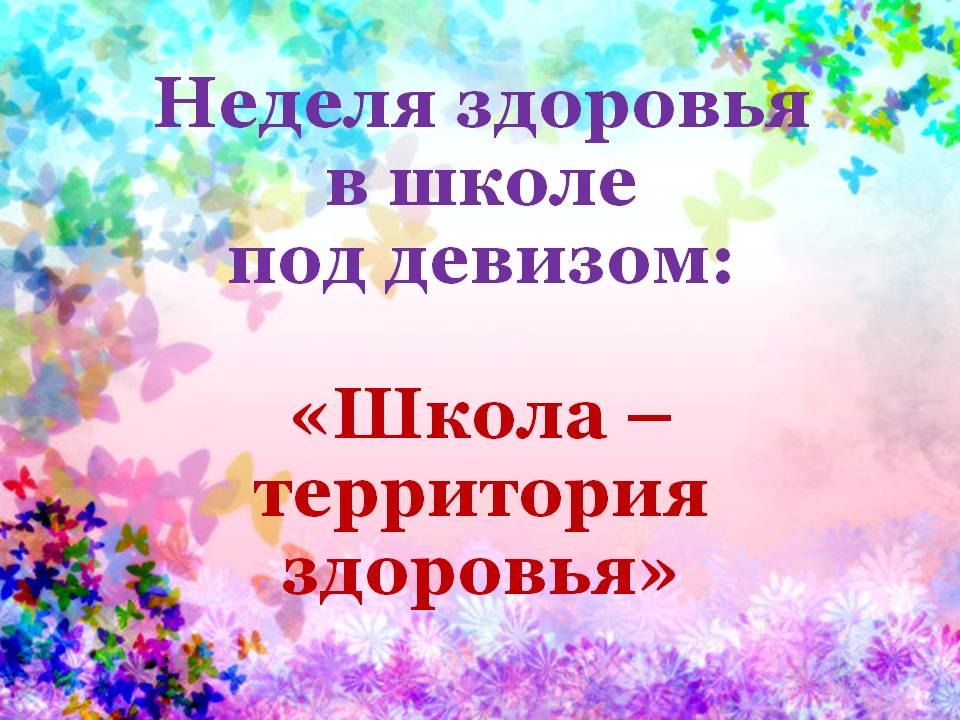 Неделя здоровья
в школе
под девизом:
«Школа –
территория
здоровья»